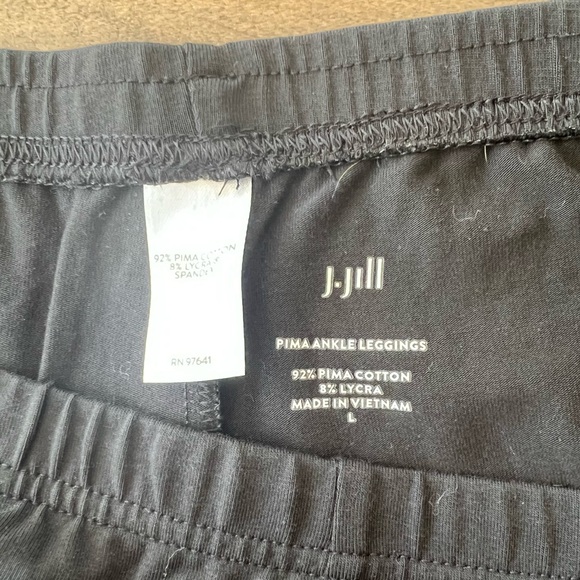 92% PIMA COTTON
8% LYCRA®
SPANDEX
RN 97641
J.Jill
PIMA ANKLE LEGGINGS
92% PIMA COTTON
8% LYCRA
MADE IN VIETNAM
L